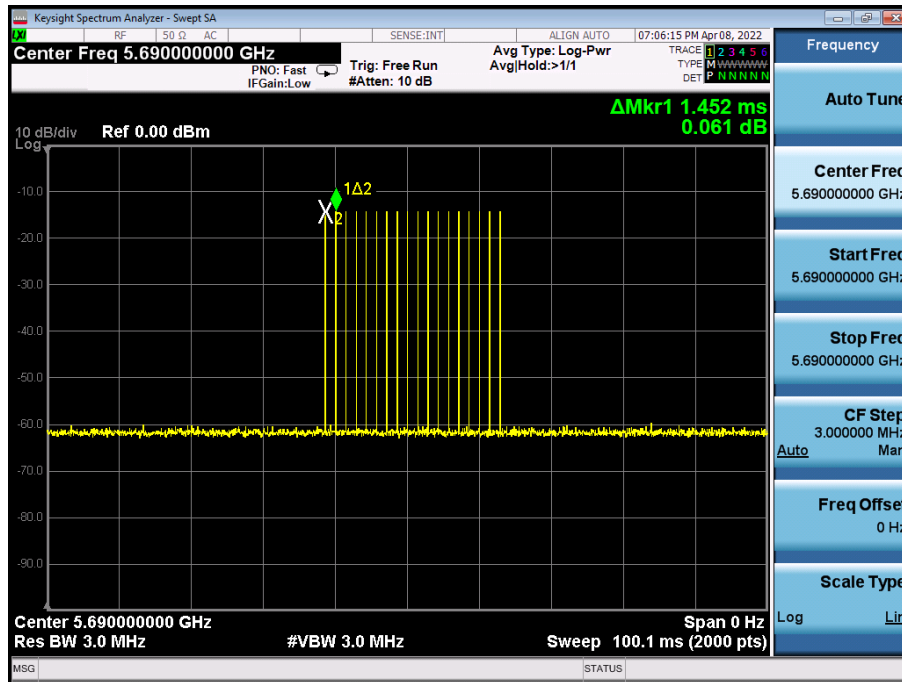 Keysight Spectrum Analyzer - Swept SA
LXI RF 50 Ω AC SENSE:INT ALIGN AUTO 07:06:15 PM Apr 08, 2022
Center Freq 5.690000000 GHz
PNO: Fast
IFGain:Low
Trig: Free Run
#Atten: 10 dB
Avg Type: Log-Pwr
Avg|Hold:>1/1
TRACE 1 2 3 4 5 6
TYPE M WWWWW
DET P N N N N N
ΔMkr1 1.452 ms
0.061 dB
10 dB/div Ref 0.00 dBm
Log
1Δ2
2
-10.0
-20.0
-30.0
-40.0
-50.0
-60.0
-70.0
-80.0
-90.0
Center 5.690000000 GHz Span 0 Hz
Res BW 3.0 MHz #VBW 3.0 MHz Sweep 100.1 ms (2000 pts)
MSG STATUS
Frequency
Auto Tune
Center Freq
5.690000000 GHz
Start Freq
5.690000000 GHz
Stop Freq
5.690000000 GHz
CF Step
3.000000 MHz
Auto Man
Freq Offset
0 Hz
Scale Type
Log Lin